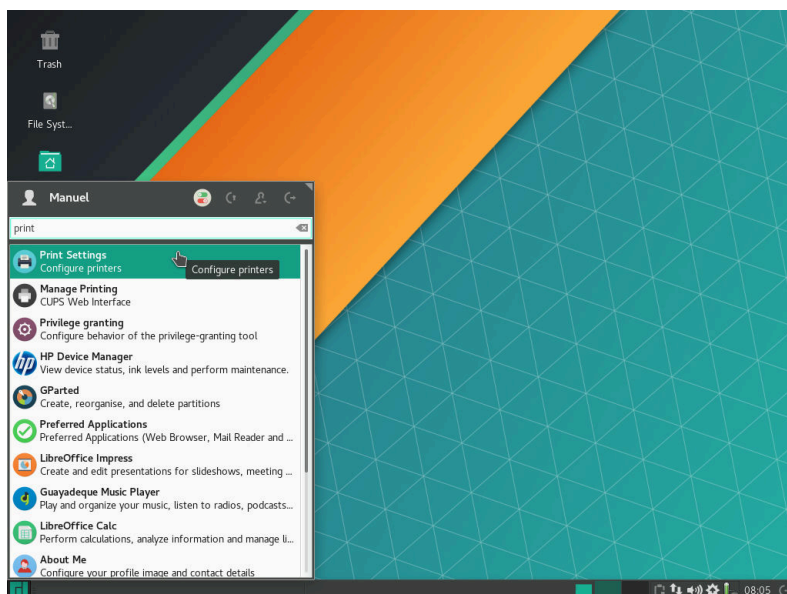 Trash
File Syst...
Manuel
print
Print Settings
Configure printers
Configure printers
Manage Printing
CUPS Web Interface
Privilege granting
Configure behavior of the privilege-granting tool
HP Device Manager
View device status, ink levels and perform maintenance.
GParted
Create, reorganise, and delete partitions
Preferred Applications
Preferred Applications (Web Browser, Mail Reader and ...
LibreOffice Impress
Create and edit presentations for slideshows, meeting ...
Guayadeque Music Player
Play and organize your music, listen to radios, podcasts...
LibreOffice Calc
Perform calculations, analyze information and manage li...
About Me
Configure your profile image and contact details
08:05